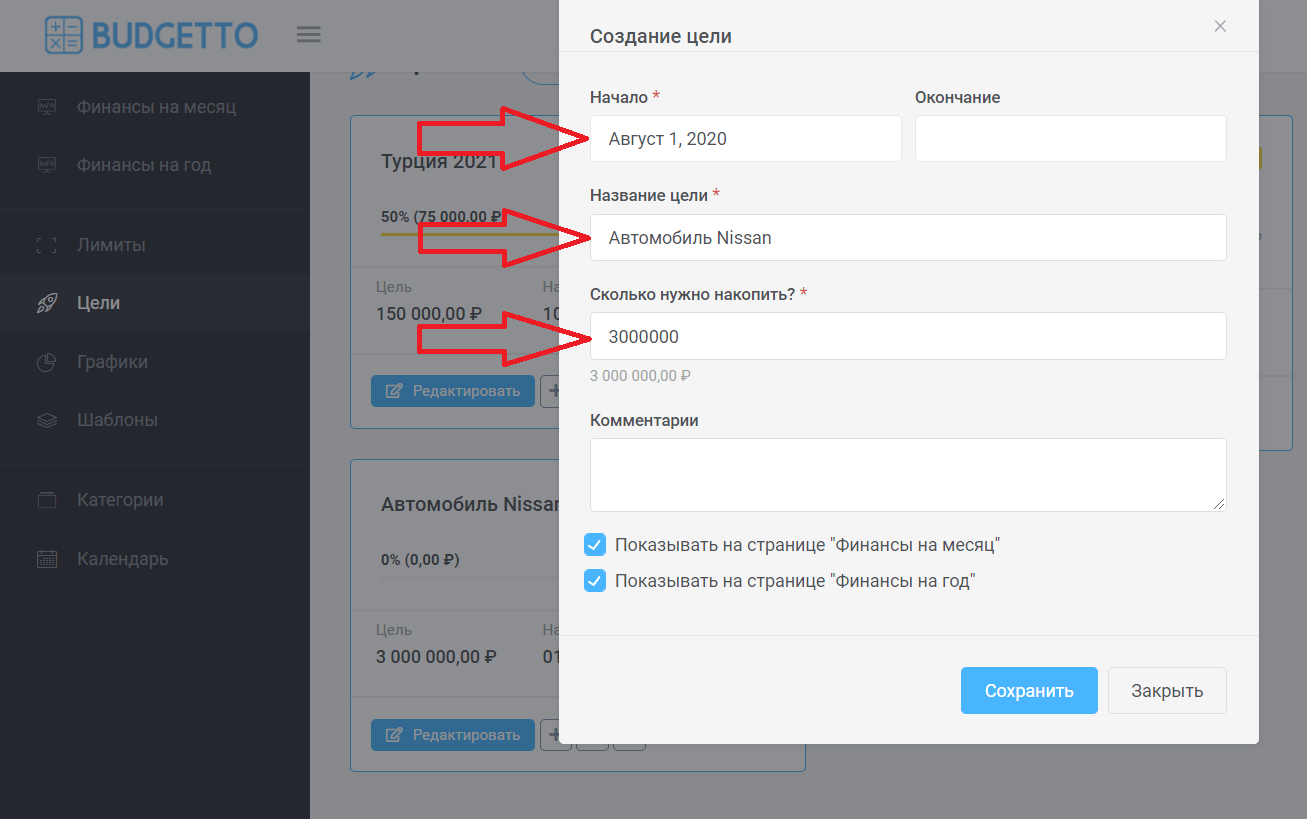 BUDGETTO
Финансы на месяц
Финансы на год
Лимиты
Цели
Графики
Шаблоны
Категории
Календарь
Турция 2021
50% (75 000,00 ₽
Цель
150 000,00 ₽
10
Редактировать
Автомобиль Nissan
0% (0,00 ₽)
Цель
3 000 000,00 ₽
01
Редактировать
Создание цели
Начало *
Окончание
Август 1, 2020
Название цели *
Автомобиль Nissan
Сколько нужно накопить? *
3000000
3 000 000,00 ₽
Комментарии
Показывать на странице "Финансы на месяц"
Показывать на странице "Финансы на год"
Сохранить
Закрыть